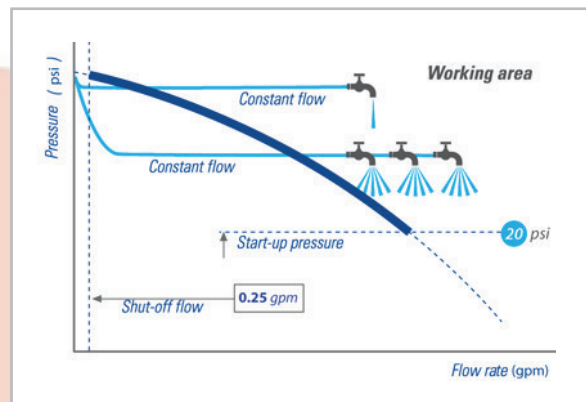 Working area
Pressure ( psi )
Constant flow
Constant flow
20 psi
Start-up pressure
0.25 gpm
Shut-off flow
Flow rate (gpm)